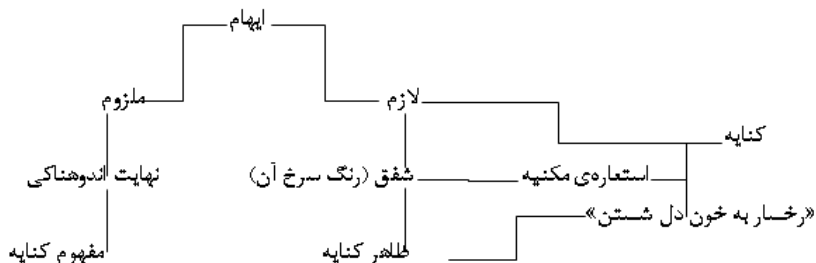 ایهام
لازم ملزوم
کنایه
استعاره‌ی مکنیه شفق (رنگ سرخ آن) نهایت اندوهناکی
«رخسار به خون دل شستن»
ظاهر کنایه مفهوم کنایه